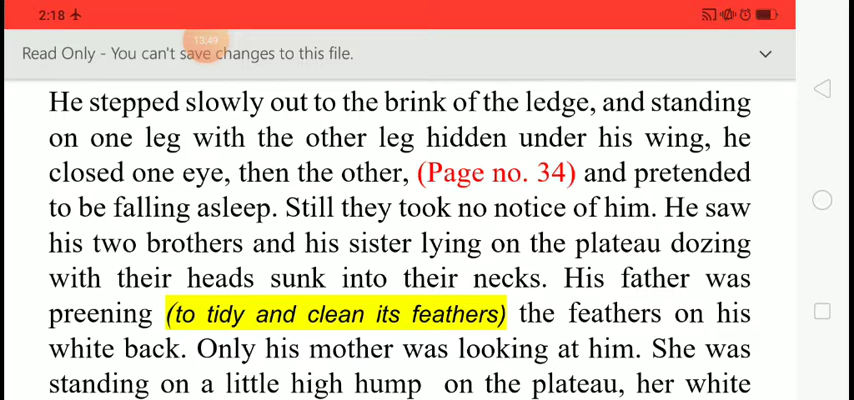 2:18
13:49
Read Only - You can't save changes to this file.
He stepped slowly out to the brink of the ledge, and standing
on one leg with the other leg hidden under his wing, he
closed one eye, then the other, (Page no. 34) and pretended
to be falling asleep. Still they took no notice of him. He saw
his two brothers and his sister lying on the plateau dozing
with their heads sunk into their necks. His father was
preening (to tidy and clean its feathers) the feathers on his
white back. Only his mother was looking at him. She was
standing on a little high hump on the plateau, her white